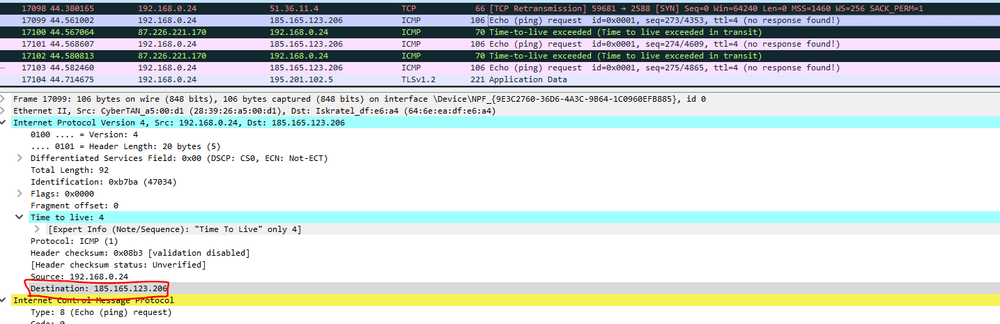 17098 44.380165 192.168.0.24 51.36.11.4 TCP 66 [TCP Retransmission] 59681 → 2588 [SYN] Seq=0 Win=64240 Len=0 MSS=1460 WS=256 SACK_PERM=1
17099 44.561002 192.168.0.24 185.165.123.206 ICMP 106 Echo (ping) request id=0x0001, seq=273/4353, ttl=4 (no response found!)
17100 44.567064 87.226.221.170 192.168.0.24 ICMP 70 Time-to-live exceeded (Time to live exceeded in transit)
17101 44.568607 192.168.0.24 185.165.123.206 ICMP 106 Echo (ping) request id=0x0001, seq=274/4609, ttl=4 (no response found!)
17102 44.580813 87.226.221.170 192.168.0.24 ICMP 70 Time-to-live exceeded (Time to live exceeded in transit)
17103 44.582460 192.168.0.24 185.165.123.206 ICMP 106 Echo (ping) request id=0x0001, seq=275/4865, ttl=4 (no response found!)
17104 44.714675 192.168.0.24 195.201.102.5 TLSv1.2 221 Application Data
Frame 17099: 106 bytes on wire (848 bits), 106 bytes captured (848 bits) on interface \Device\NPF_{9E3C2760-36D6-4A3C-9B64-1C0960EFB885}, id 0
Ethernet II, Src: CyberTAN_a5:00:d1 (28:39:26:a5:00:d1), Dst: Iskratel_df:e6:a4 (64:6e:ea:df:e6:a4)
Internet Protocol Version 4, Src: 192.168.0.24, Dst: 185.165.123.206
0100 .... = Version: 4
.... 0101 = Header Length: 20 bytes (5)
Differentiated Services Field: 0x00 (DSCP: CS0, ECN: Not-ECT)
Total Length: 92
Identification: 0xb7ba (47034)
Flags: 0x0000
Fragment offset: 0
Time to live: 4
[Expert Info (Note/Sequence): "Time To Live" only 4]
Protocol: ICMP (1)
Header checksum: 0x08b3 [validation disabled]
[Header checksum status: Unverified]
Source: 192.168.0.24
Destination: 185.165.123.206
Internet Control Message Protocol
Type: 8 (Echo (ping) request)
Code: 0